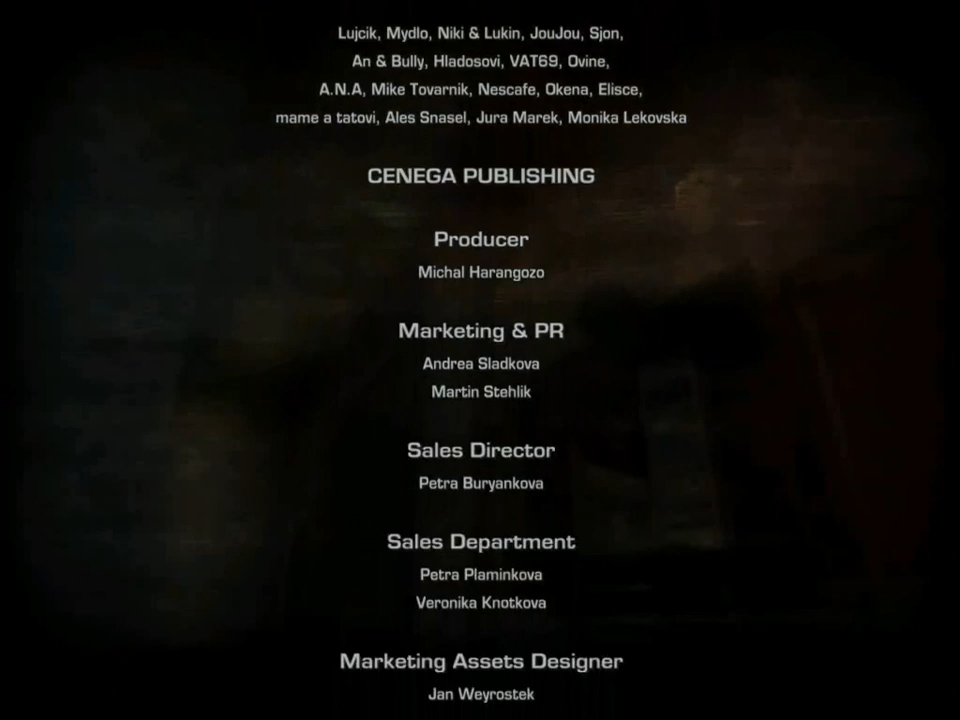 Lujcik, Mydlo, Niki & Lukin, JouJou, Sjon,
An & Bully, Hladosovi, VAT69, Ovine,
A.N.A, Mike Tovarnik, Nescafe, Okena, Elisce,
mame a tatovi, Ales Snasel, Jura Marek, Monika Lekovska
CENEGA PUBLISHING
Producer
Michal Harangozo
Marketing & PR
Andrea Sladkova
Martin Stehlik
Sales Director
Petra Buryankova
Sales Department
Petra Plaminkova
Veronika Knotkova
Marketing Assets Designer
Jan Weyrostek